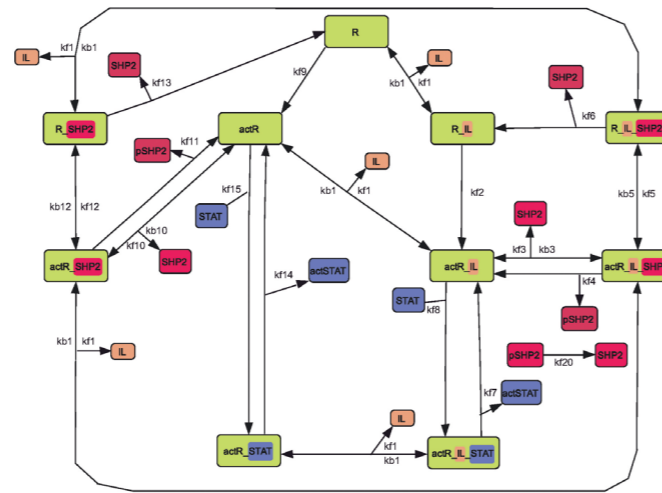 R
kf1
kb1
IL
SHP2
kf13
kf9
kb1
kf1
IL
SHP2
kf6
R_SHP2
actR
R_IL
R_IL_SHP2
pSHP2
kf11
IL
kb12
kf12
kf10
kb10
SHP2
kf15
STAT
kb1
kf1
kf2
SHP2
kb5
kf5
actR_SHP2
kf14
actSTAT
actR_IL
kf3
kb3
actR_IL_SHP
kf4
STAT
kf8
pSHP2
kb1
kf1
IL
pSHP2
SHP2
kf20
kf7
actSTAT
IL
actR_STAT
kf1
kb1
actR_IL_STAT